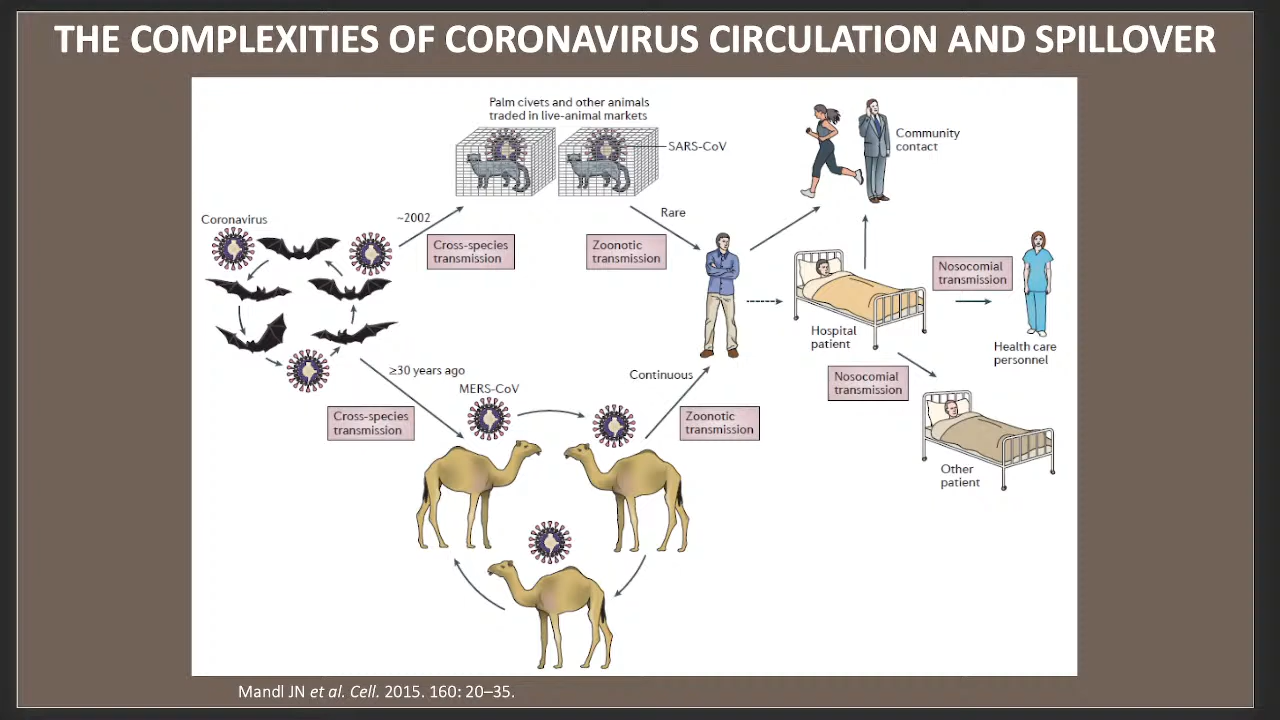 THE COMPLEXITIES OF CORONAVIRUS CIRCULATION AND SPILLOVER
Palm civets and other animals
traded in live-animal markets
SARS-CoV
Community
contact
Coronavirus
~2002
Rare
Cross-species
transmission
Zoonotic
transmission
Nosocomial
transmission
Hospital
patient
Health care
personnel
≥30 years ago
MERS-CoV
Continuous
Nosocomial
transmission
Cross-species
transmission
Zoonotic
transmission
Other
patient
Mandl JN et al. Cell. 2015. 160: 20–35.